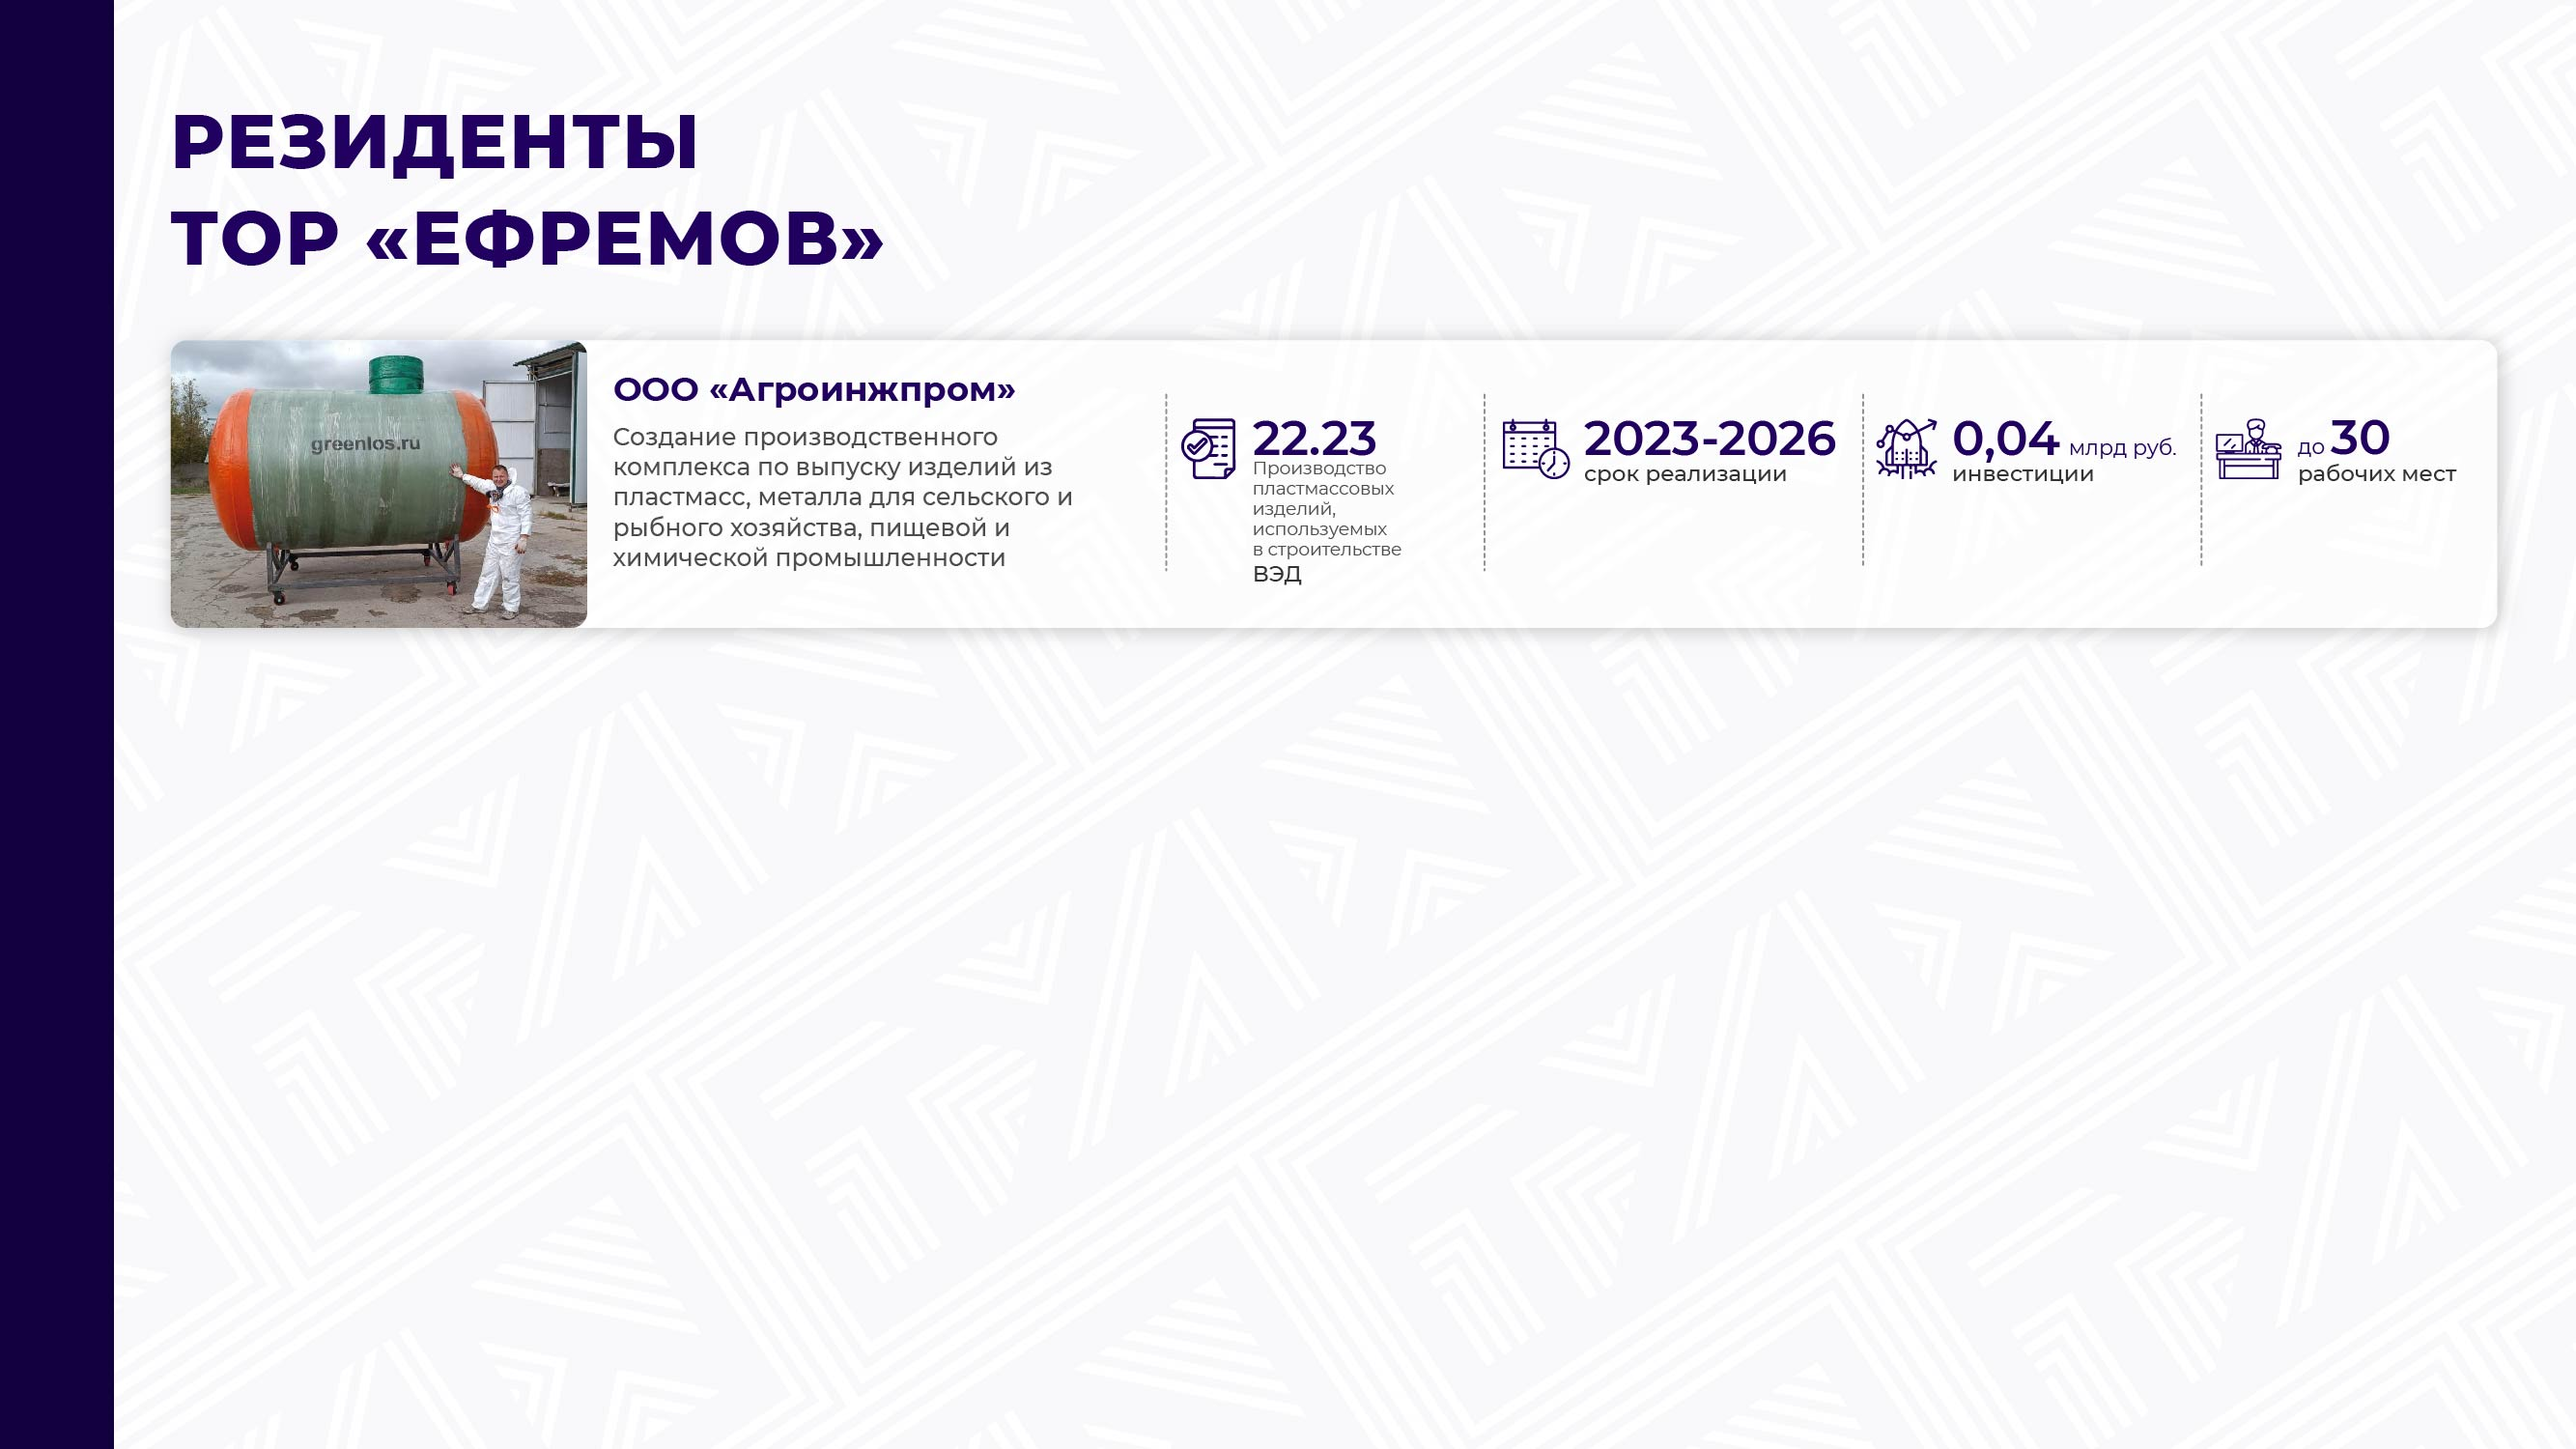 РЕЗИДЕНТЫ
ТОР «ЕФРЕМОВ»
greenlos.ru
ООО «Агроинжпром»
Создание производственного
комплекса по выпуску изделий из
пластмасс, металла для сельского и
рыбного хозяйства, пищевой и
химической промышленности
22.23
Производство
пластмассовых
изделий,
используемых
в строительстве
ВЭД
2023-2026
срок реализации
0,04 млрд руб.
инвестиции
до 30
рабочих мест